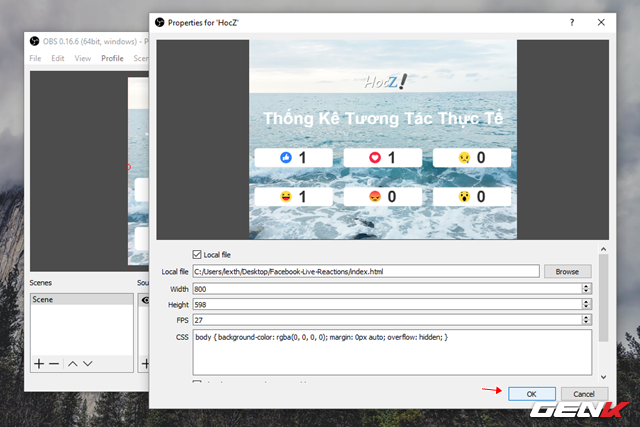 Properties for 'HocZ'
OBS 0.16.6 (64bit, windows) - P
File Edit View Profile Scen
HocZ!
Thống Kê Tương Tác Thực Tế
1 1 0
1 0 0
Local file
Local file C:/Users/lexth/Desktop/Facebook-Live-Reactions/index.html Browse
Width 800
Height 598
FPS 27
CSS body { background-color: rgba(0, 0, 0, 0); margin: 0px auto; overflow: hidden; }
Scenes Sou
Scene
OK Cancel
GENK